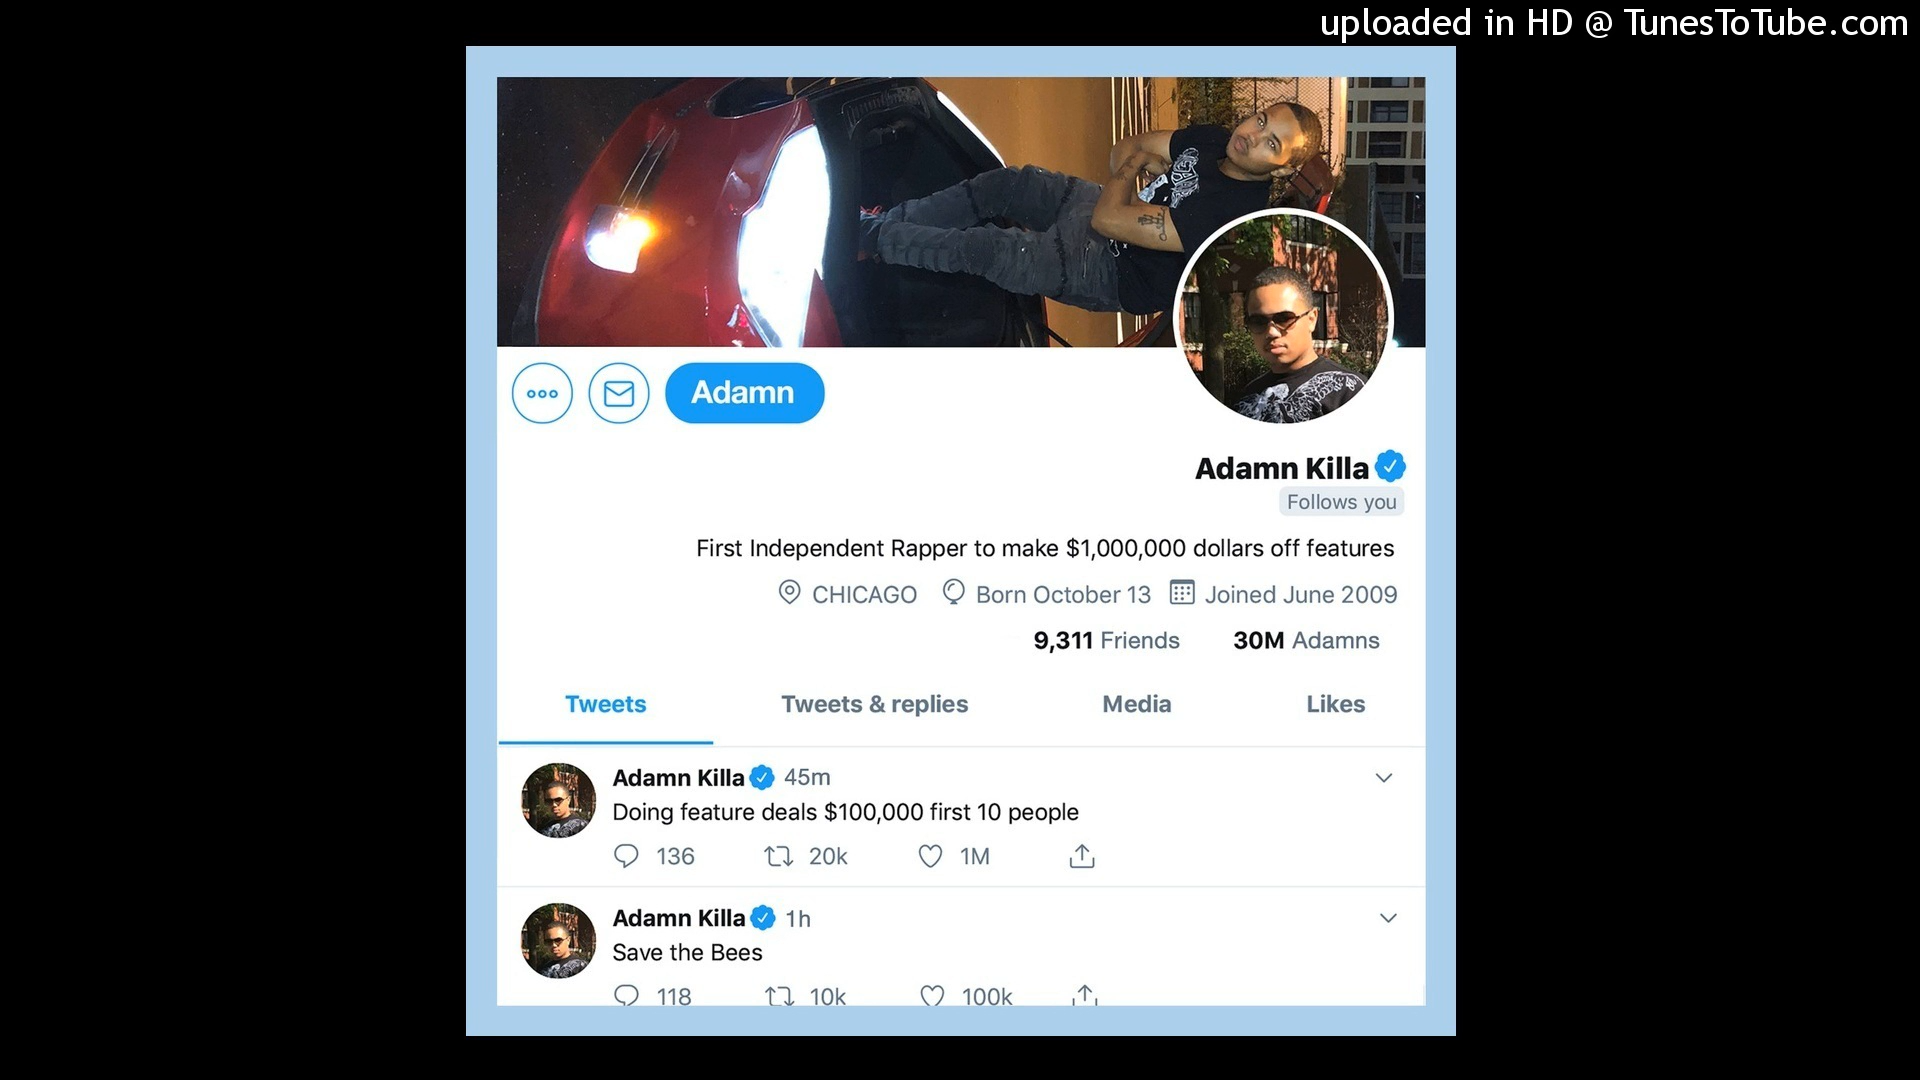 uploaded in HD @ TunesToTube.com
Adamn
Adamn Killa
Follows you
First Independent Rapper to make $1,000,000 dollars off features
CHICAGO Born October 13 Joined June 2009
9,311 Friends 30M Adamns
Tweets Tweets & replies Media Likes
Adamn Killa 45m
Doing feature deals $100,000 first 10 people
136 20k 1M
Adamn Killa 1h
Save the Bees
118 10k 100k